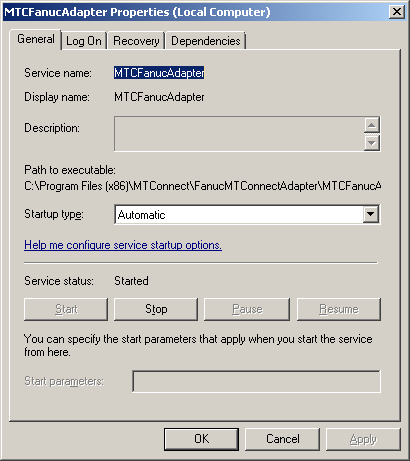 MTCFanucAdapter Properties (Local Computer)
General Log On Recovery Dependencies
Service name: MTCFanucAdapter
Display name: MTCFanucAdapter
Description:
Path to executable:
C:\Program Files (x86)\MTConnect\FanucMTConnectAdapter\MTCFanucA
Startup type: Automatic
Help me configure service startup options.
Service status: Started
Start Stop Pause Resume
You can specify the start parameters that apply when you start the service
from here.
Start parameters:
OK Cancel Apply